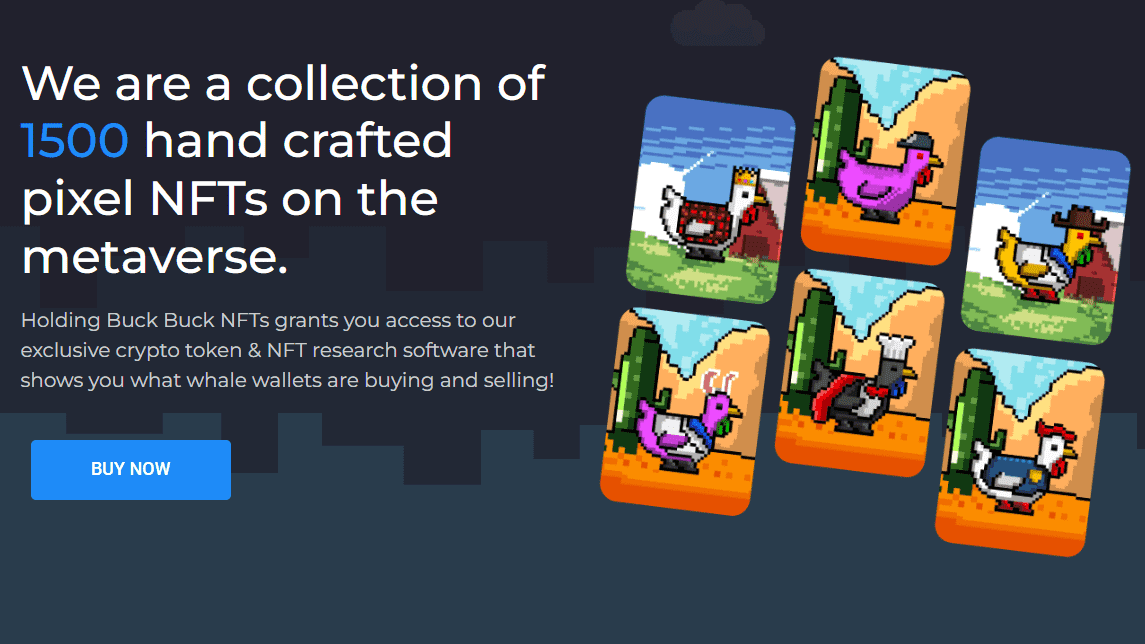 We are a collection of
1500 hand crafted
pixel NFTs on the
metaverse.
Holding Buck Buck NFTs grants you access to our
exclusive crypto token & NFT research software that
shows you what whale wallets are buying and selling!
BUY NOW